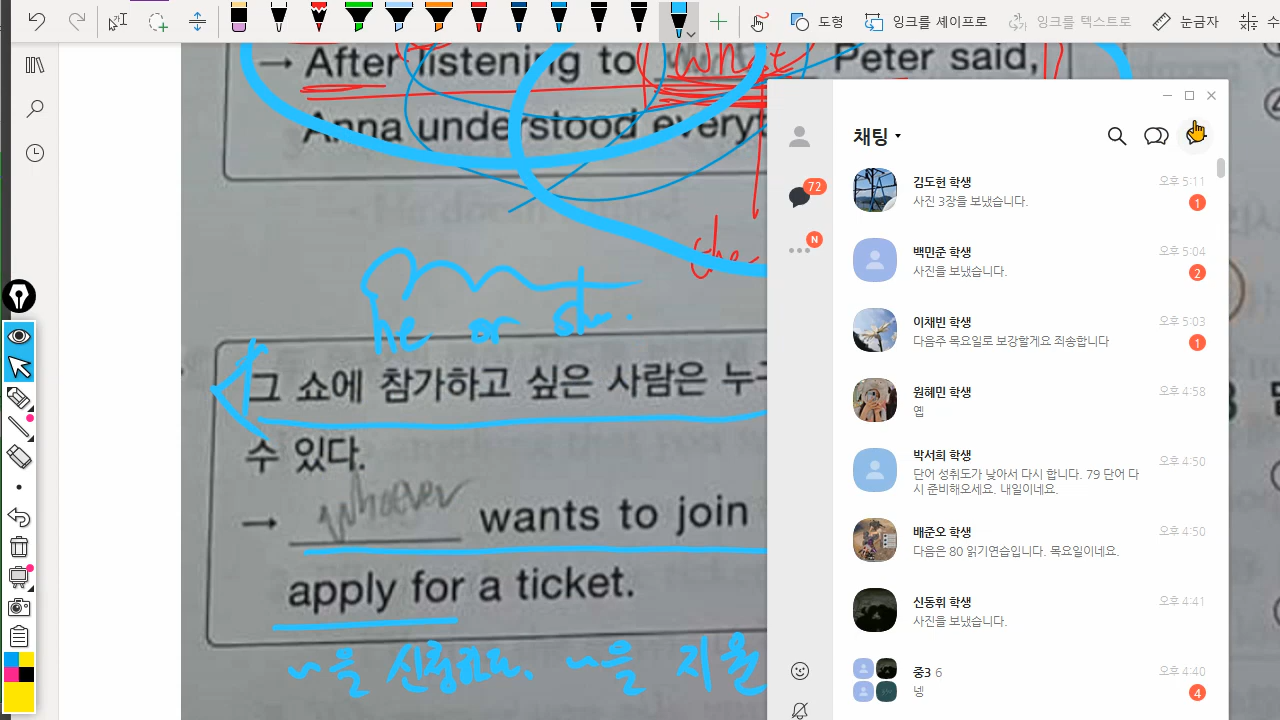 도형
잉크를 셰이프로
잉크를 텍스트로
눈금자
수
→ After listening to what Peter said,
Anna understood everyt
he or she.
그 쇼에 참가하고 싶은 사람은 누구
수 있다.
→ whoever wants to join
apply for a ticket.
~을 신청하다. ~을 지원
72
N
채팅
김도현 학생
오후 5:11
사진 3장을 보냈습니다.
1
백민준 학생
오후 5:04
사진을 보냈습니다.
2
이채빈 학생
오후 5:03
다음주 목요일로 보강할게요 죄송합니다
1
원혜민 학생
오후 4:58
옙
박서희 학생
오후 4:50
단어 성취도가 낮아서 다시 합니다. 79 단어 다
시 준비해오세요. 내일이네요.
배준오 학생
오후 4:50
다음은 80 읽기연습입니다. 목요일이네요.
신동휘 학생
오후 4:41
사진을 보냈습니다.
중3 6
오후 4:40
넹
4